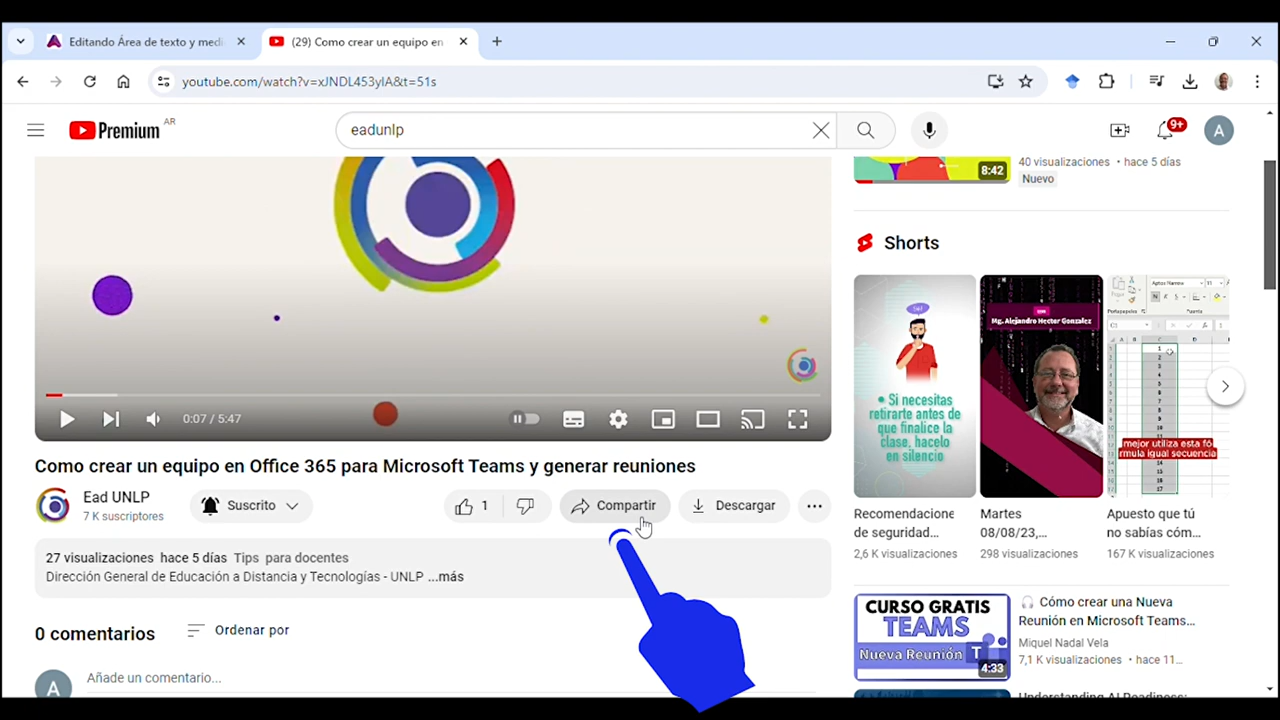 Editando Área de texto y medi
(29) Como crear un equipo en
youtube.com/watch?v=xJNDL453yIA&t=51s
Premium AR
eadunlp
9+
A
8:42
40 visualizaciones • hace 5 días
Nuevo
0:07 / 5:47
Shorts
• Si necesitas
retirarte antes de
que finalice la
clase, hacelo
en silencio
Mg. Alejandro Hector Gonzalez
mejor utiliza esta fó
rmula igual secuencia
Recomendacione
de seguridad...
2,6 K visualizaciones
Martes
08/08/23,...
298 visualizaciones
Apuesto que tú
no sabías cóm...
167 K visualizaciones
Como crear un equipo en Office 365 para Microsoft Teams y generar reuniones
Ead UNLP
7 K suscriptores
Suscrito
1
Compartir
Descargar
27 visualizaciones hace 5 días Tips para docentes
Dirección General de Educación a Distancia y Tecnologías - UNLP ...más
0 comentarios
Ordenar por
A
Añade un comentario...
CURSO GRATIS
TEAMS
Nueva Reunión
T
4:33
Cómo crear una Nueva
Reunión en Microsoft Teams...
Miquel Nadal Vela
7,1 K visualizaciones • hace 11...
Understanding AI Readiness: